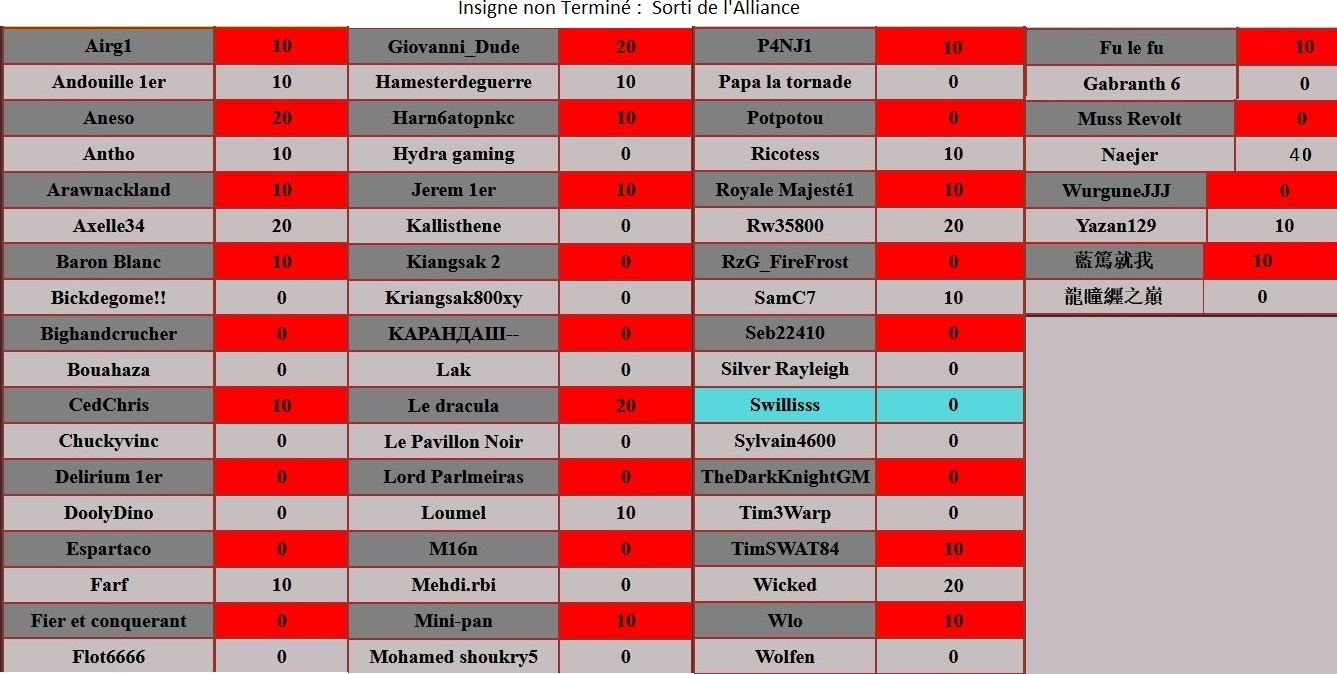 Insigne non Terminé : Sorti de l'Alliance
Airg1 10 Giovanni_Dude 20 P4NJ1 10 Fu le fu 10
Andouille 1er 10 Hamesterdeguerre 10 Papa la tornade 0 Gabranth 6 0
Aneso 20 Harn6atopnkc 10 Potpotou 0 Muss Revolt 0
Antho 10 Hydra gaming 0 Ricotess 10 Naejer 40
Arawnackland 10 Jerem 1er 10 Royale Majesté1 10 WurguneJJJ 0
Axelle34 20 Kallisthene 0 Rw35800 20 Yazan129 10
Baron Blanc 10 Kiangsak 2 0 RzG_FireFrost 0 藍篤就我 10
Bickdegome!! 0 Kriangsak800xy 0 SamC7 10 龍瞳纒之巔 0
Bighandcrucher 0 КАРАНДАШ-- 0 Seb22410 0
Bouahaza 0 Lak 0 Silver Rayleigh 0
CedChris 10 Le dracula 20 Swillisss 0
Chuckyvinc 0 Le Pavillon Noir 0 Sylvain4600 0
Delirium 1er 0 Lord Parlmeiras 0 TheDarkKnightGM 0
DoolyDino 0 Loumel 10 Tim3Warp 0
Espartaco 0 M16n 0 TimSWAT84 10
Farf 10 Mehdi.rbi 0 Wicked 20
Fier et conquerant 0 Mini-pan 10 Wlo 10
Flot6666 0 Mohamed shoukry5 0 Wolfen 0